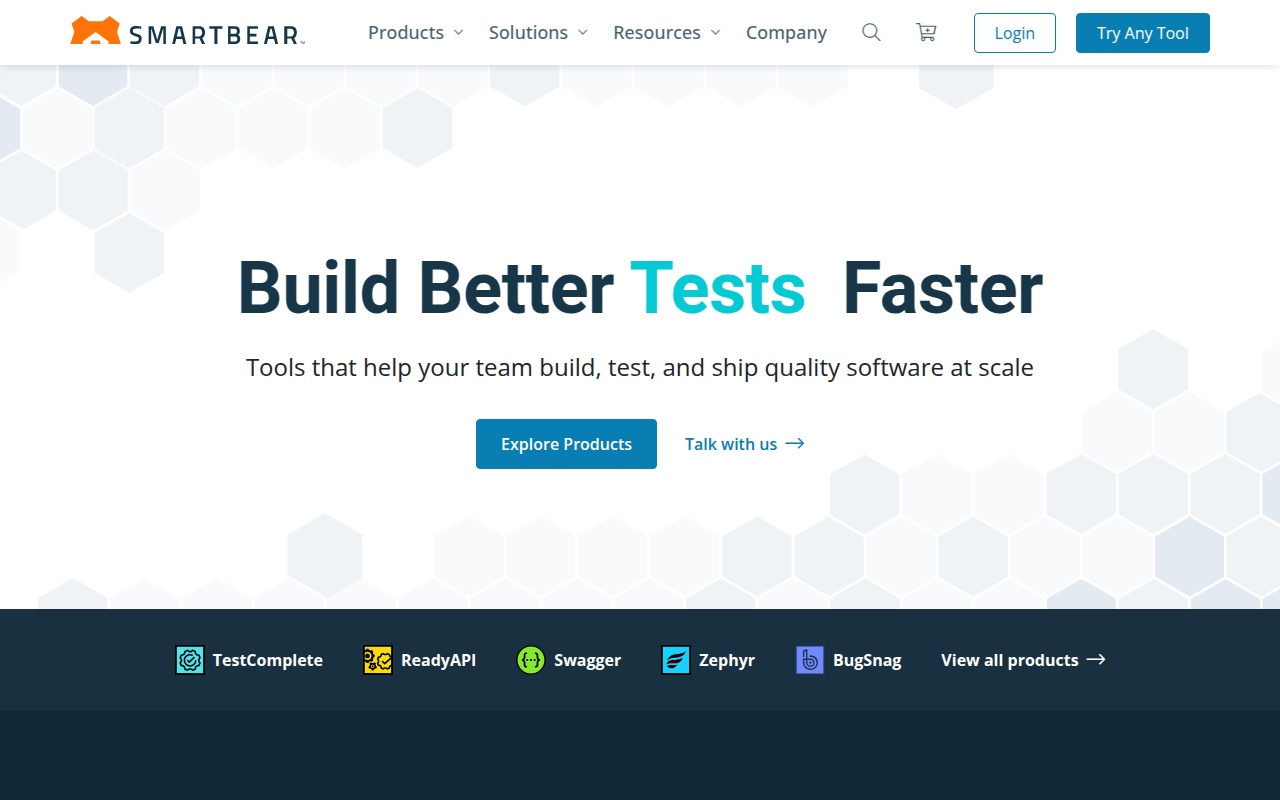 SMARTBEAR
Products Solutions Resources Company Login Try Any Tool
Build Better Tests Faster
Tools that help your team build, test, and ship quality software at scale
Explore Products Talk with us
TestComplete ReadyAPI Swagger Zephyr BugSnag View all products